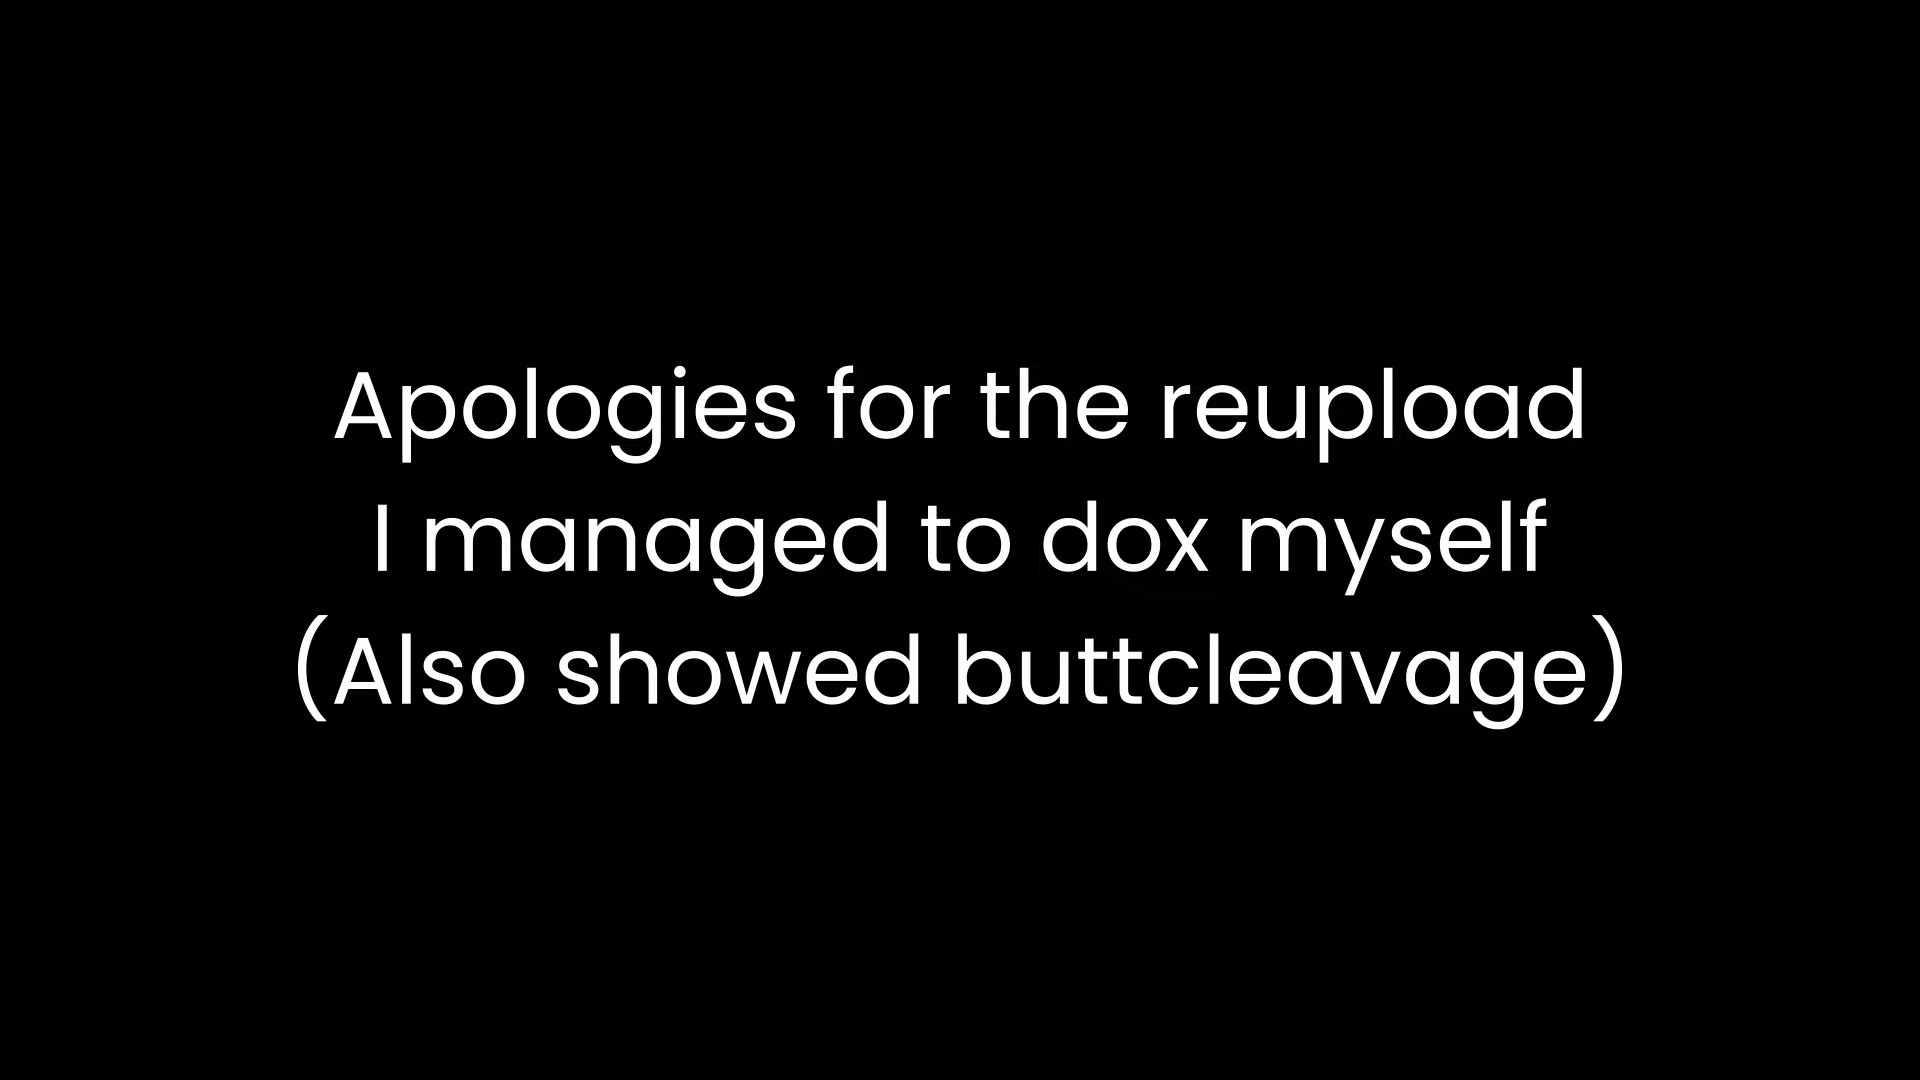 Apologies for the reupload
I managed to dox myself
(Also showed buttcleavage)